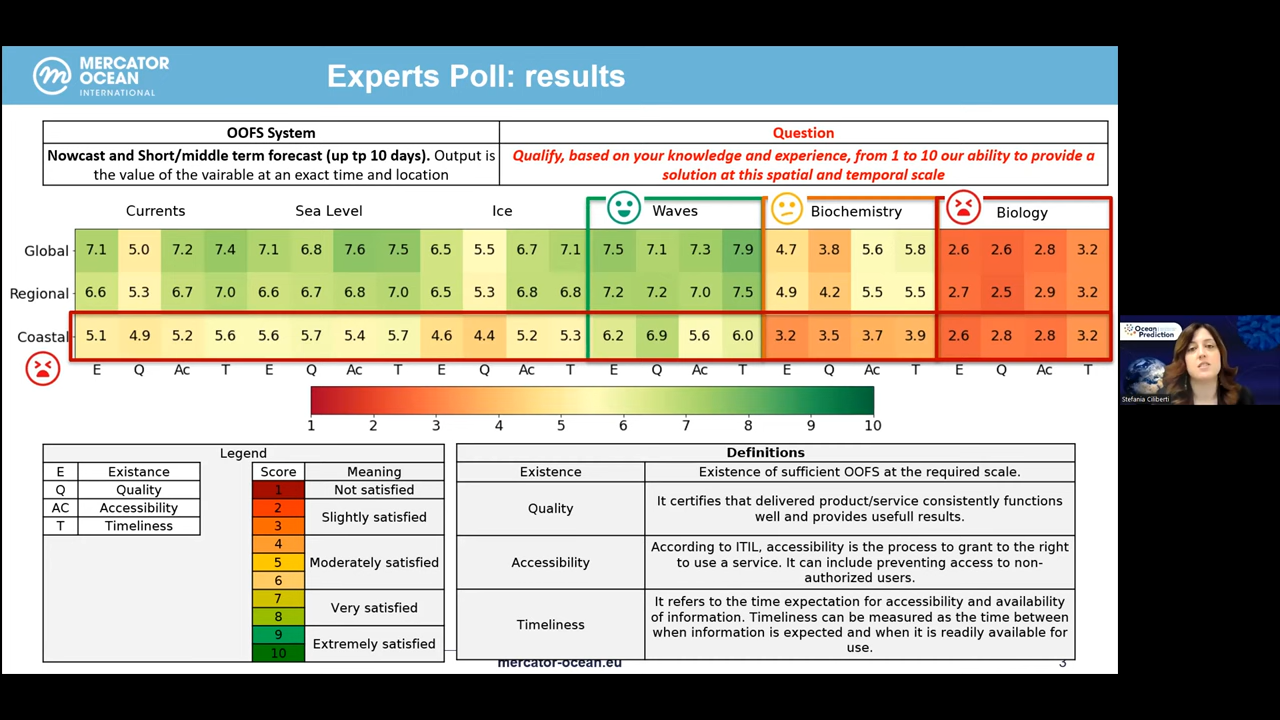 MERCATOR
OCEAN
INTERNATIONAL
Experts Poll: results
OOFS System
Question
Nowcast and Short/middle term forecast (up tp 10 days). Output is
the value of the vairable at an exact time and location
Qualify, based on your knowledge and experience, from 1 to 10 our ability to provide a
solution at this spatial and temporal scale
Currents Sea Level Ice Waves Biochemistry Biology
Global 7.1 5.0 7.2 7.4 7.1 6.8 7.6 7.5 6.5 5.5 6.7 7.1 7.5 7.1 7.3 7.9 4.7 3.8 5.6 5.8 2.6 2.6 2.8 3.2
Regional 6.6 5.3 6.7 7.0 6.6 6.7 6.8 7.0 6.5 5.3 6.8 6.8 7.2 7.2 7.0 7.5 4.9 4.2 5.5 5.5 2.7 2.5 2.9 3.2
Coastal 5.1 4.9 5.2 5.6 5.6 5.7 5.4 5.7 4.6 4.4 5.2 5.3 6.2 6.9 5.6 6.0 3.2 3.5 3.7 3.9 2.6 2.8 2.8 3.2
E Q Ac T E Q Ac T E Q Ac T E Q Ac T E Q Ac T E Q Ac T
1 2 3 4 5 6 7 8 9 10
Legend
E Existance
Q Quality
AC Accessibility
T Timeliness
Score Meaning
1 Not satisfied
2
Slightly satisfied
3
4
5 Moderately satisfied
6
7
Very satisfied
8
9
Extremely satisfied
10
Definitions
Existence Existence of sufficient OOFS at the required scale.
Quality
It certifies that delivered product/service consistently functions
well and provides usefull results.
Accessibility
According to ITIL, accessibility is the process to grant to the right
to use a service. It can include preventing access to non-
authorized users.
Timeliness
It refers to the time expectation for accessibility and availability
of information. Timeliness can be measured as the time between
when information is expected and when it is readily available for
use.
mercator-ocean.eu
3
Ocean
Prediction
Stefania Ciliberti